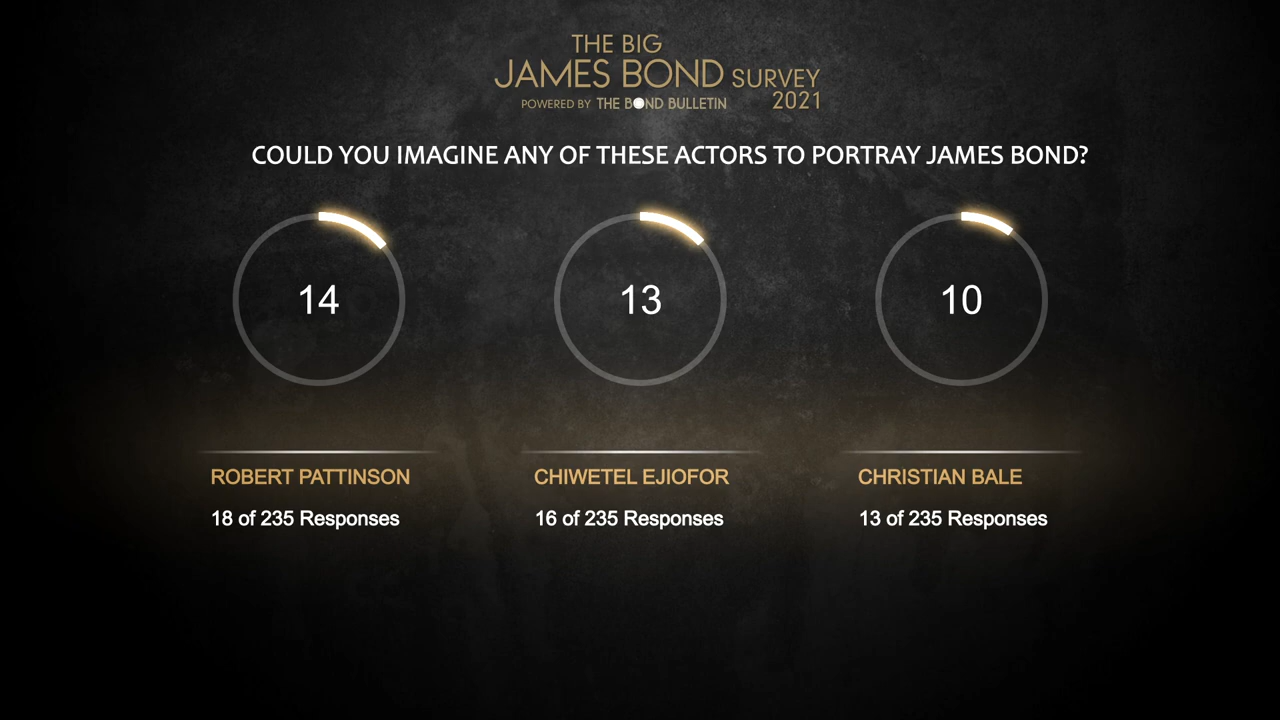 THE BIG
JAMES BOND SURVEY
POWERED BY THE BOND BULLETIN 2021
COULD YOU IMAGINE ANY OF THESE ACTORS TO PORTRAY JAMES BOND?
14 13 10
ROBERT PATTINSON CHIWETEL EJIOFOR CHRISTIAN BALE
18 of 235 Responses 16 of 235 Responses 13 of 235 Responses